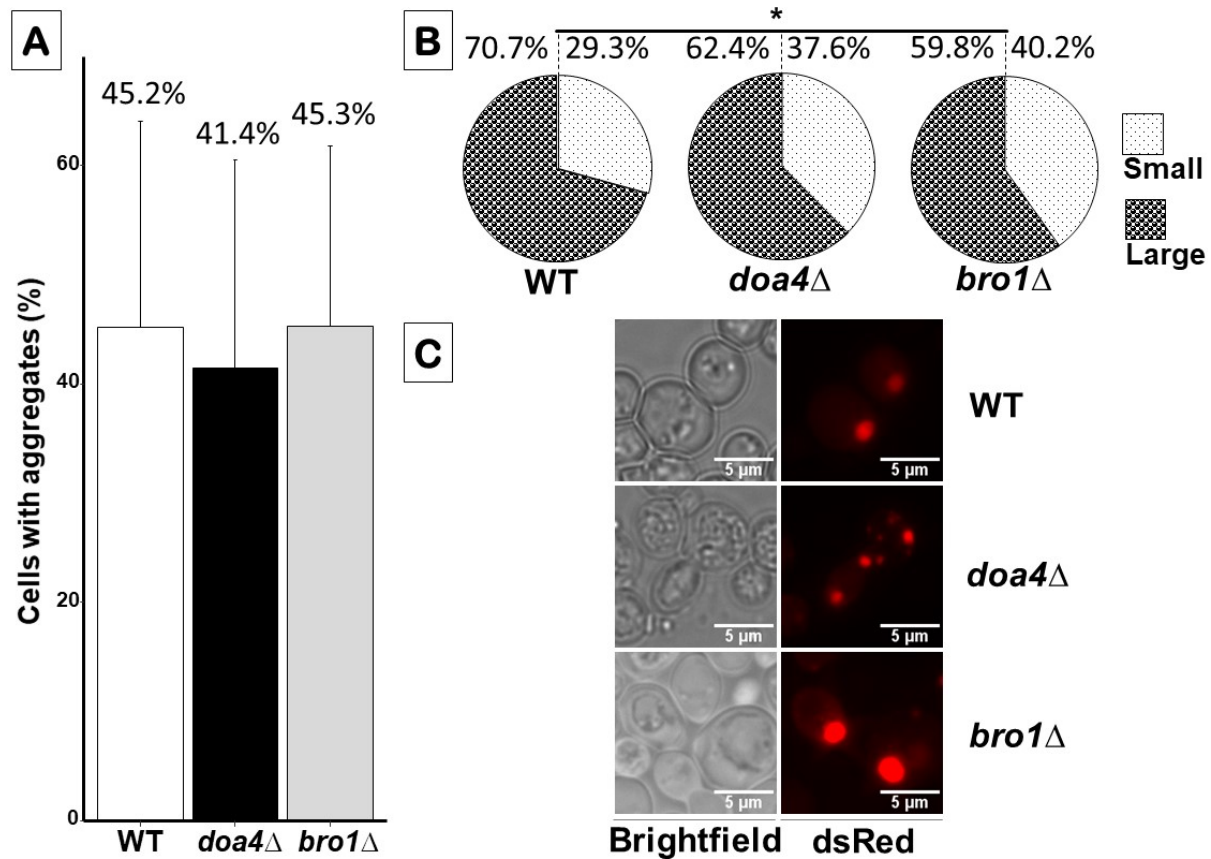 A
45.2%
41.4%
45.3%
60
40
20
0
Cells with aggregates (%)
WT doa4Δ bro1Δ
B
*
70.7% 29.3% 62.4% 37.6% 59.8% 40.2%
Small
Large
WT doa4Δ bro1Δ
C
5 µm 5 µm
WT
5 µm 5 µm
doa4Δ
5 µm 5 µm
bro1Δ
Brightfield dsRed